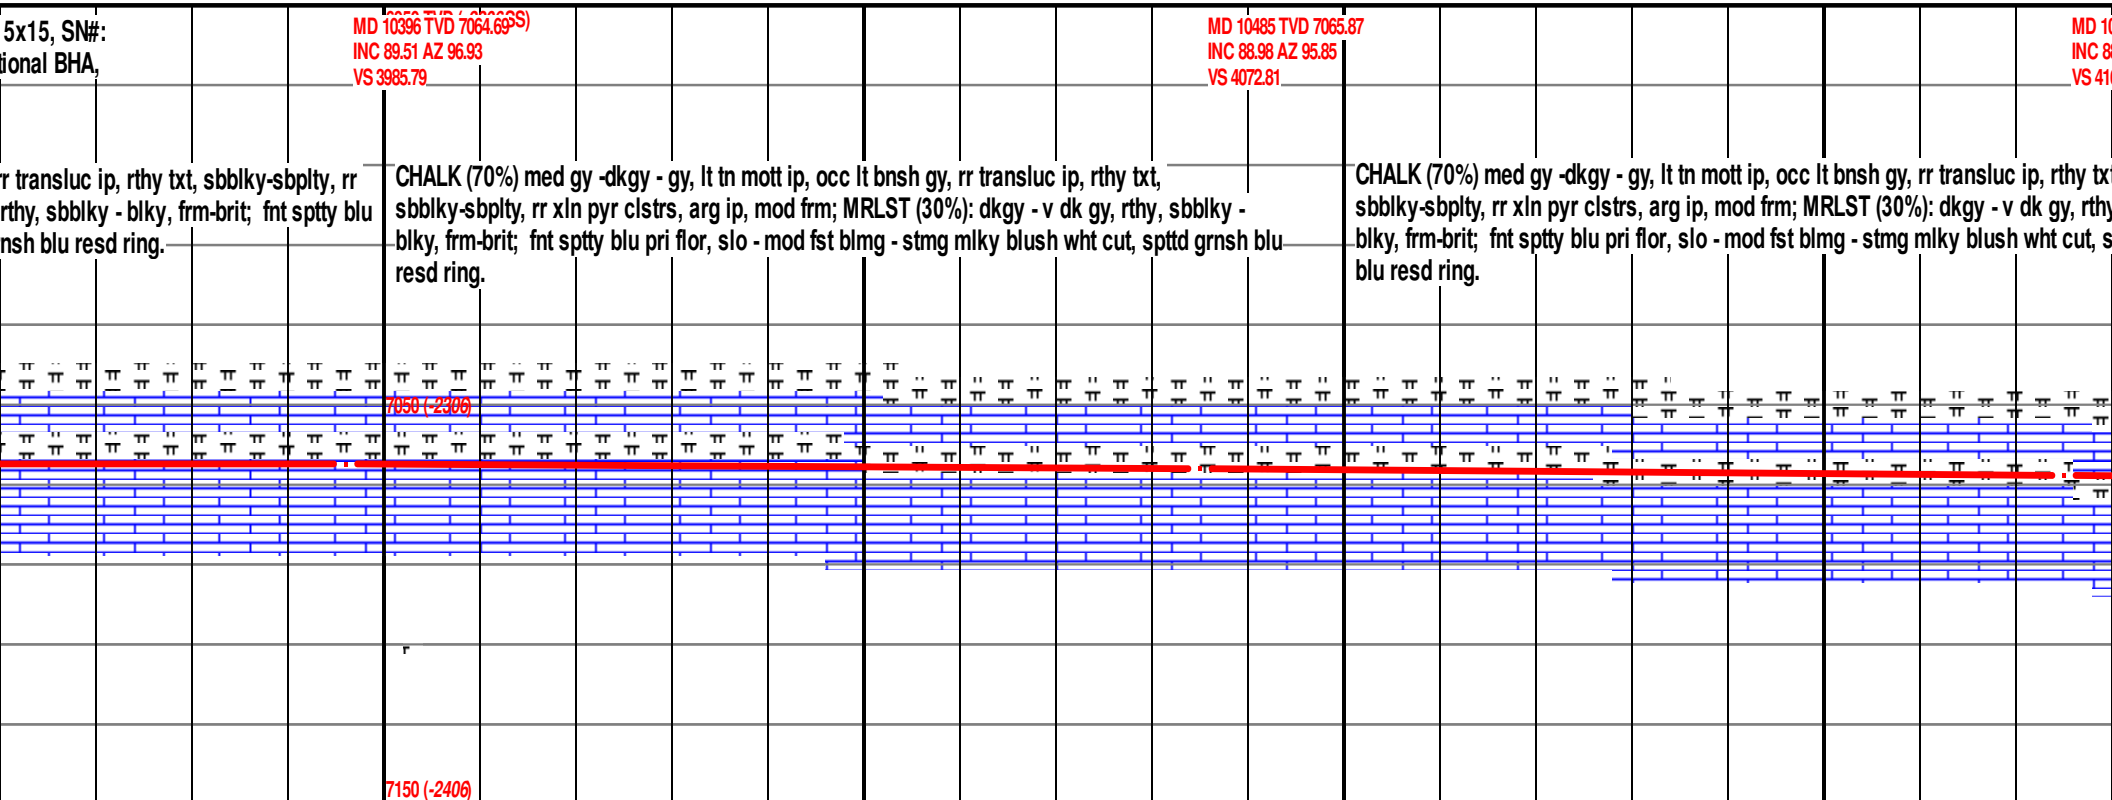 5x15, SN#:
tional BHA,
MD 10396 TVD 7064.69
INC 89.51 AZ 96.93
VS 3985.79
MD 10485 TVD 7065.87
INC 88.98 AZ 95.85
VS 4072.81
MD 10
INC 8
VS 41
rr transluc ip, rthy txt, sbblky-sbplty, rr
rthy, sbblky - blky, frm-brit; fnt sptty blu
rnsh blu resd ring.
CHALK (70%) med gy -dkgy - gy, lt tn mott ip, occ lt bnsh gy, rr transluc ip, rthy txt,
sbblky-sbplty, rr xln pyr clstrs, arg ip, mod frm; MRLST (30%): dkgy - v dk gy, rthy, sbblky -
blky, frm-brit; fnt sptty blu pri flor, slo - mod fst blmg - stmg mlky blush wht cut, spttd grnsh blu
resd ring.
CHALK (70%) med gy -dkgy - gy, lt tn mott ip, occ lt bnsh gy, rr transluc ip, rthy txt
sbblky-sbplty, rr xln pyr clstrs, arg ip, mod frm; MRLST (30%): dkgy - v dk gy, rthy
blky, frm-brit; fnt sptty blu pri flor, slo - mod fst blmg - stmg mlky blush wht cut, s
blu resd ring.
7050 (-2306)
7150 (-2406)